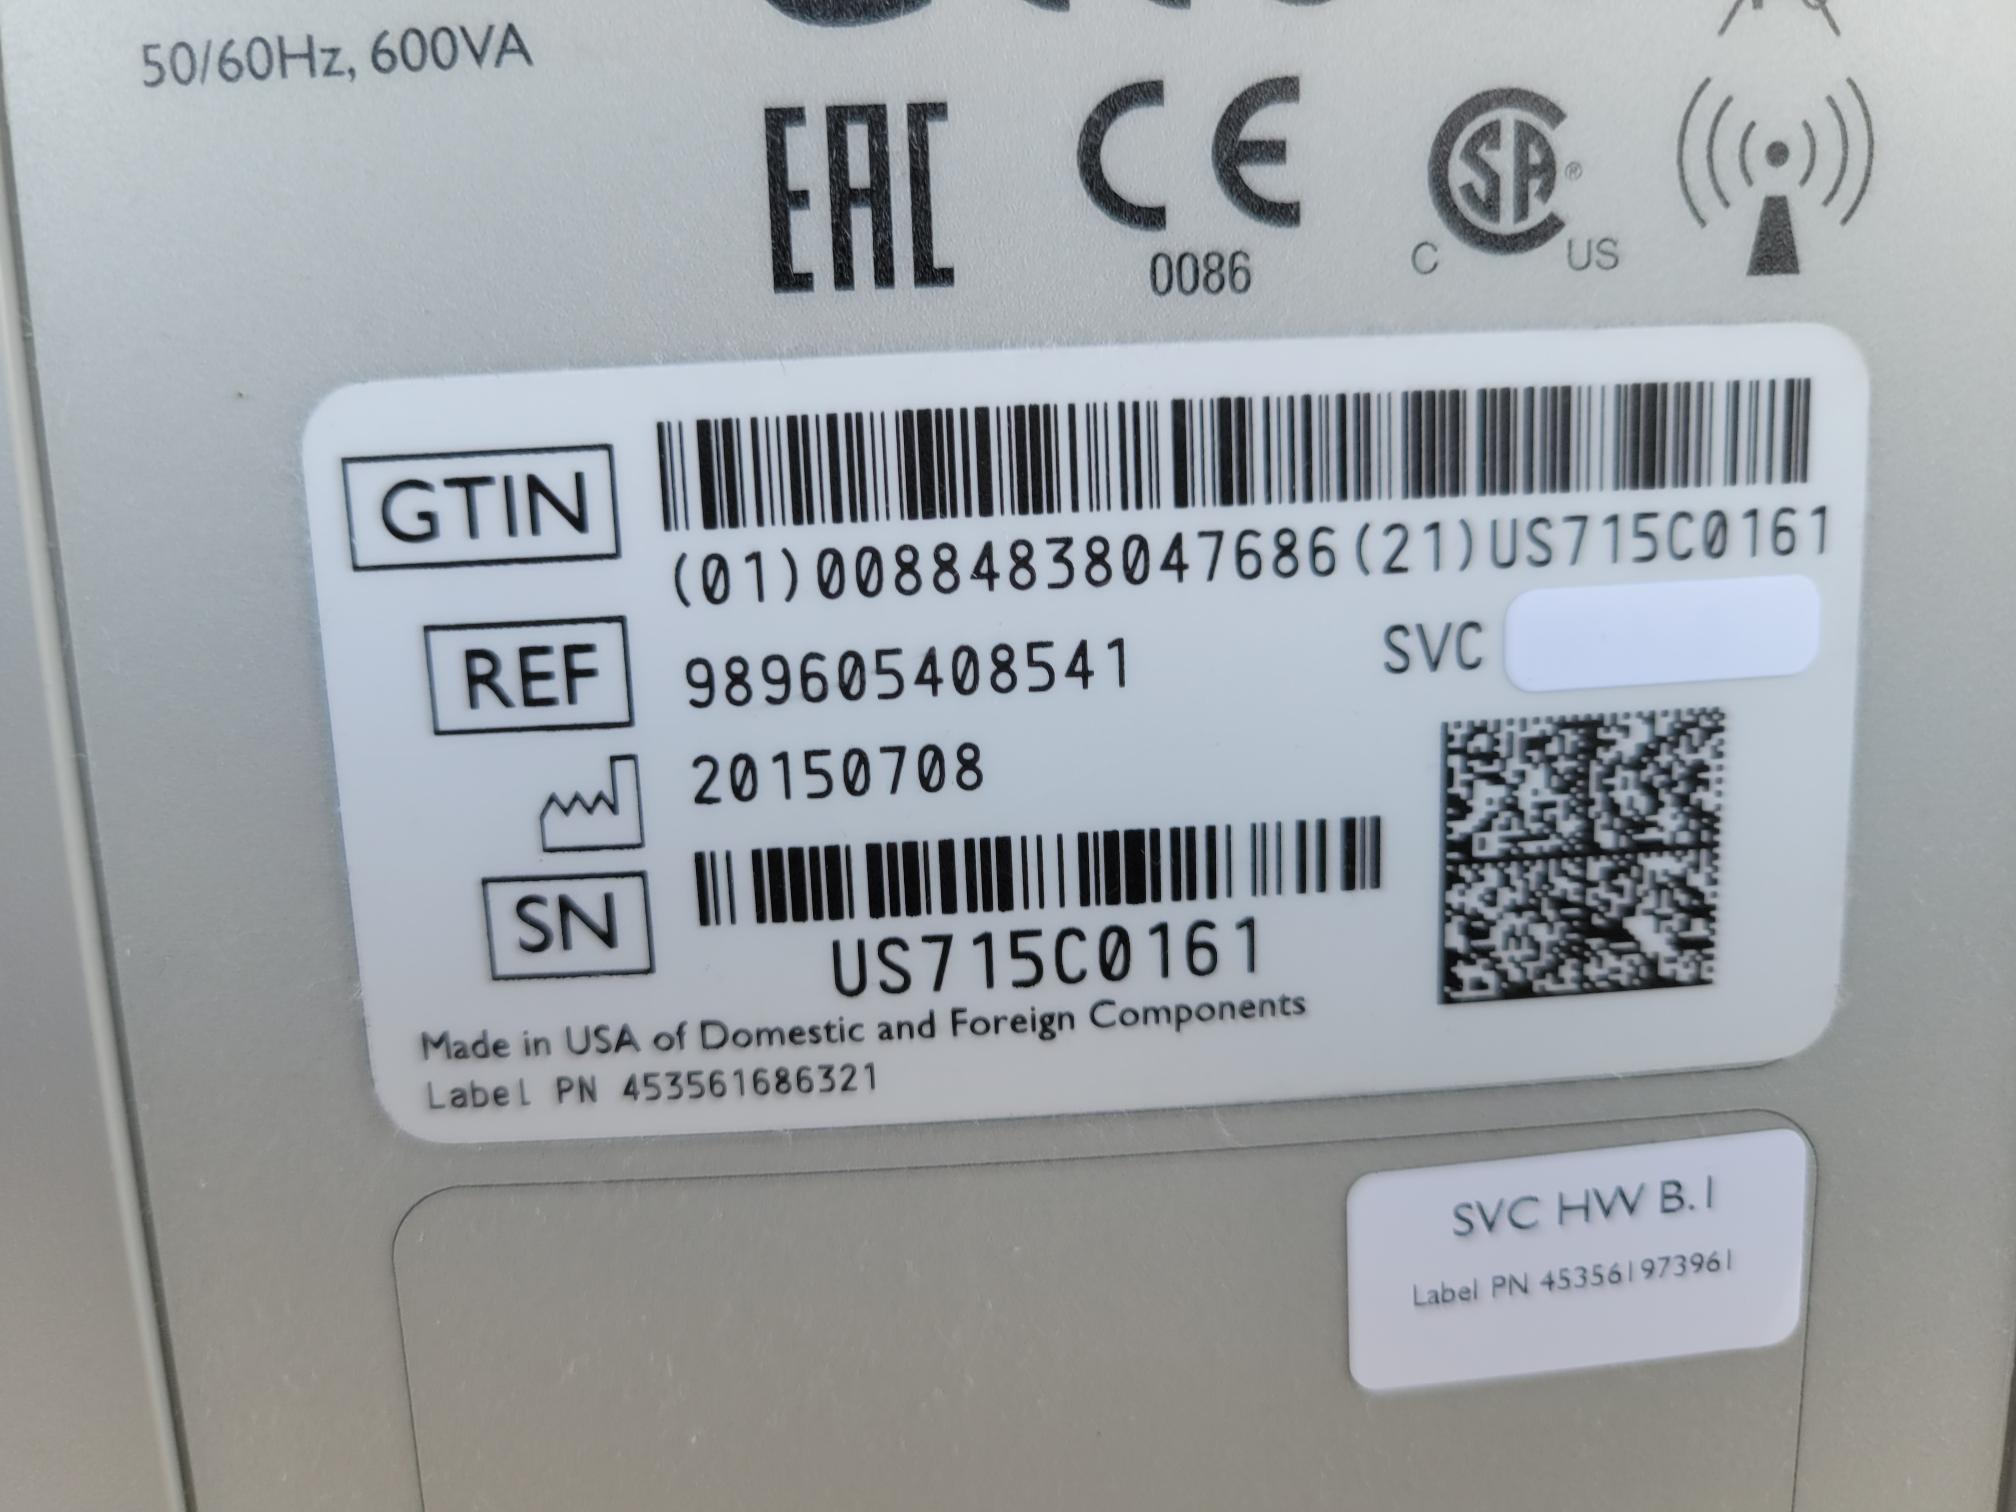 50/60Hz, 600VA
EAC
CE
0086
CSA®
C US
GTIN
(01)00884838047686(21)US715C0161
REF 989605408541
SVC
20150708
SN
US715C0161
Made in USA of Domestic and Foreign Components
Label PN 453561686321
SVC HW B.1
Label PN 453561973961